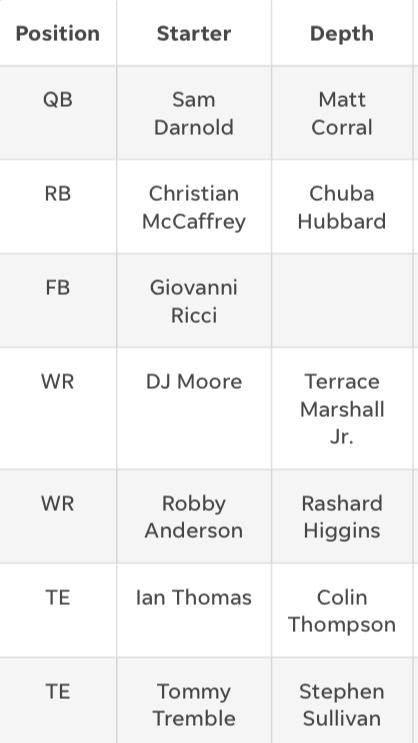 Position Starter Depth
QB Sam Darnold Matt Corral
RB Christian McCaffrey Chuba Hubbard
FB Giovanni Ricci
WR DJ Moore Terrace Marshall Jr.
WR Robby Anderson Rashard Higgins
TE Ian Thomas Colin Thompson
TE Tommy Tremble Stephen Sullivan